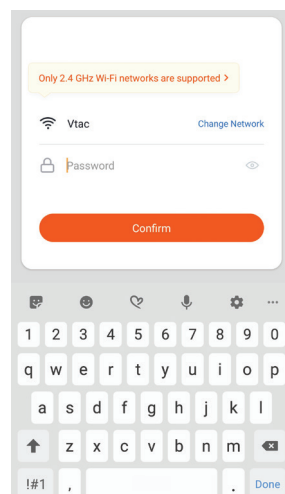 Only 2.4 GHz Wi-Fi networks are supported >
Vtac Change Network
Password
Confirm
1 2 3 4 5 6 7 8 9 0
q w e r t y u i o p
a s d f g h j k l
z x c v b n m
!#1 , . Done